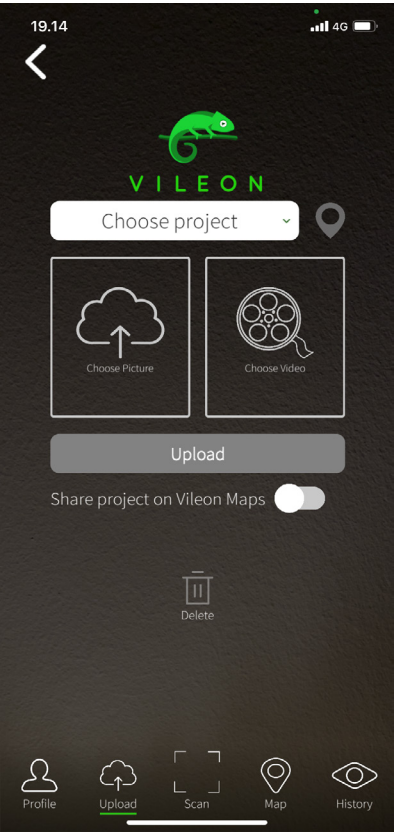 19.14
4G
VILEON
Choose project
Choose Picture
Choose Video
Upload
Share project on Vileon Maps
Delete
Profile
Upload
Scan
Map
History